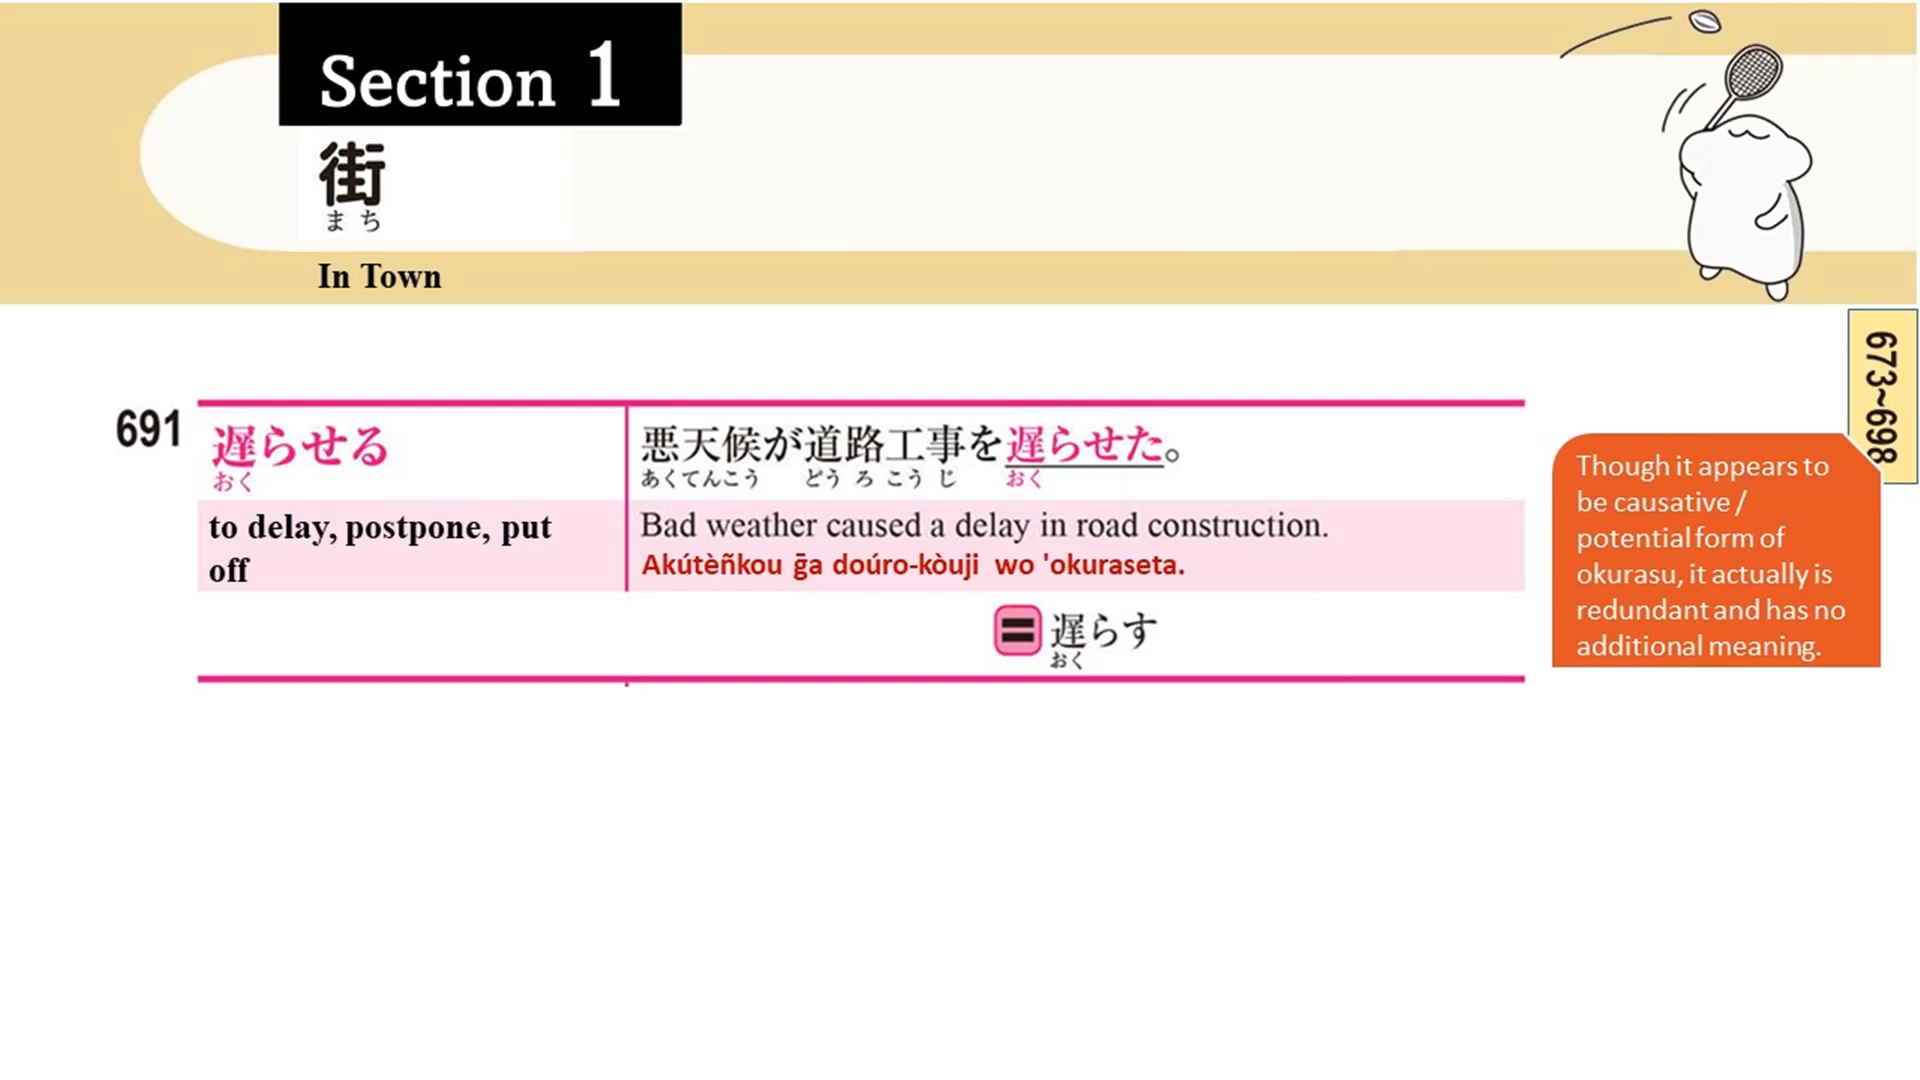 Section 1
街
まち
In Town
673~698
691
遅らせる
おく
to delay, postpone, put
off
悪天候が道路工事を遅らせた。
あくてんこう どう ろ こう じ おく
Bad weather caused a delay in road construction.
Akútèñkou ḡa doúro-kòuji wo 'okuraseta.
= 遅らす
おく
Though it appears to
be causative /
potential form of
okurasu, it actually is
redundant and has no
additional meaning.